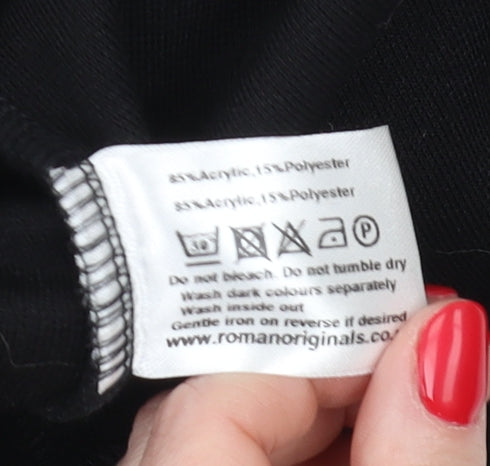 85%Acrylic,15%Polyester
85%Acrylic,15%Polyester
30 P
Do not bleach. Do not tumble dry
Wash dark colours separately
Wash inside out
Gentle iron on reverse if desired
www.romanoriginals.co.